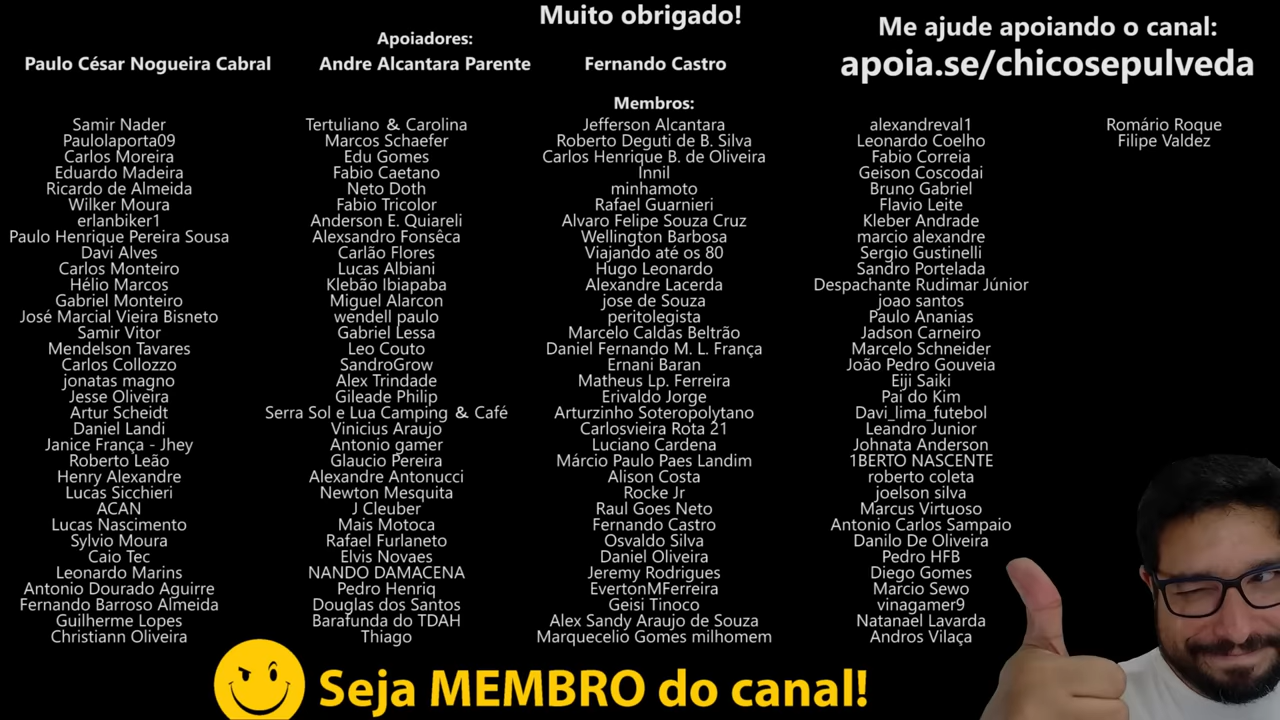 Muito obrigado!
Apoiadores:
Paulo César Nogueira Cabral
Andre Alcantara Parente
Fernando Castro
Me ajude apoiando o canal:
apoia.se/chicosepulveda
Membros:
Samir Nader
Paulolaporta09
Carlos Moreira
Eduardo Madeira
Ricardo de Almeida
Wilker Moura
erlanbiker1
Paulo Henrique Pereira Sousa
Davi Alves
Carlos Monteiro
Hélio Marcos
Gabriel Monteiro
José Marcial Vieira Bisneto
Samir Vitor
Mendelson Tavares
Carlos Collozzo
jonatas magno
Jesse Oliveira
Artur Scheidt
Daniel Landi
Janice França - Jhey
Roberto Leão
Henry Alexandre
Lucas Sicchieri
ACAN
Lucas Nascimento
Sylvio Moura
Caio Tec
Leonardo Marins
Antonio Dourado Aguirre
Fernando Barroso Almeida
Guilherme Lopes
Christiann Oliveira
Tertuliano & Carolina
Marcos Schaefer
Edu Gomes
Fabio Caetano
Neto Doth
Fabio Tricolor
Anderson E. Quiareli
Alexsandro Fonsêca
Carlão Flores
Lucas Albiani
Klebão Ibiapaba
Miguel Alarcon
wendell paulo
Gabriel Lessa
Leo Couto
SandroGrow
Alex Trindade
Gileade Philip
Serra Sol e Lua Camping & Café
Vinicius Araujo
Antonio gamer
Glaucio Pereira
Alexandre Antonucci
Newton Mesquita
J Cleuber
Mais Motoca
Rafael Furlaneto
Elvis Novaes
NANDO DAMACENA
Pedro Henriq
Douglas dos Santos
Barafunda do TDAH
Thiago
Jefferson Alcantara
Roberto Deguti de B. Silva
Carlos Henrique B. de Oliveira
Innil
minhamoto
Rafael Guarnieri
Alvaro Felipe Souza Cruz
Wellington Barbosa
Viajando até os 80
Hugo Leonardo
Alexandre Lacerda
jose de Souza
peritolegista
Marcelo Caldas Beltrão
Daniel Fernando M. L. França
Ernani Baran
Matheus Lp. Ferreira
Erivaldo Jorge
Arturzinho Soteropolytano
Carlosvieira Rota 21
Luciano Cardena
Márcio Paulo Paes Landim
Alison Costa
Rocke Jr
Raul Goes Neto
Fernando Castro
Osvaldo Silva
Daniel Oliveira
Jeremy Rodrigues
EvertonMFerreira
Geisi Tinoco
Alex Sandy Araujo de Souza
Marquecelio Gomes milhomem
alexandreval1
Leonardo Coelho
Fabio Correia
Geison Coscodai
Bruno Gabriel
Flavio Leite
Kleber Andrade
marcio alexandre
Sergio Gustinelli
Sandro Portelada
Despachante Rudimar Júnior
joao santos
Paulo Ananias
Jadson Carneiro
Marcelo Schneider
João Pedro Gouveia
Eiji Saiki
Pai do Kim
Davi_lima_futebol
Leandro Junior
Johnata Anderson
1BERTO NASCENTE
roberto coleta
joelson silva
Marcus Virtuoso
Antonio Carlos Sampaio
Danilo De Oliveira
Pedro HFB
Diego Gomes
Marcio Sewo
vinagamer9
Natanael Lavarda
Andros Vilaça
Romário Roque
Filipe Valdez
Seja MEMBRO do canal!